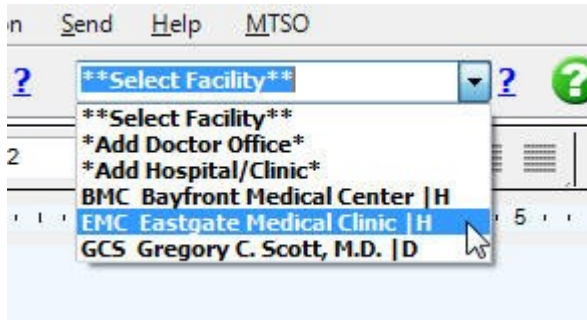 n Send Help MTSO
? **Select Facility** ? ?
**Select Facility**
*Add Doctor Office*
2
*Add Hospital/Clinic*
BMC Bayfront Medical Center |H
EMC Eastgate Medical Clinic |H
5
GCS Gregory C. Scott, M.D. |D